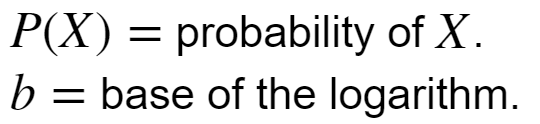 P(X) = probability of X.
b = base of the logarithm.